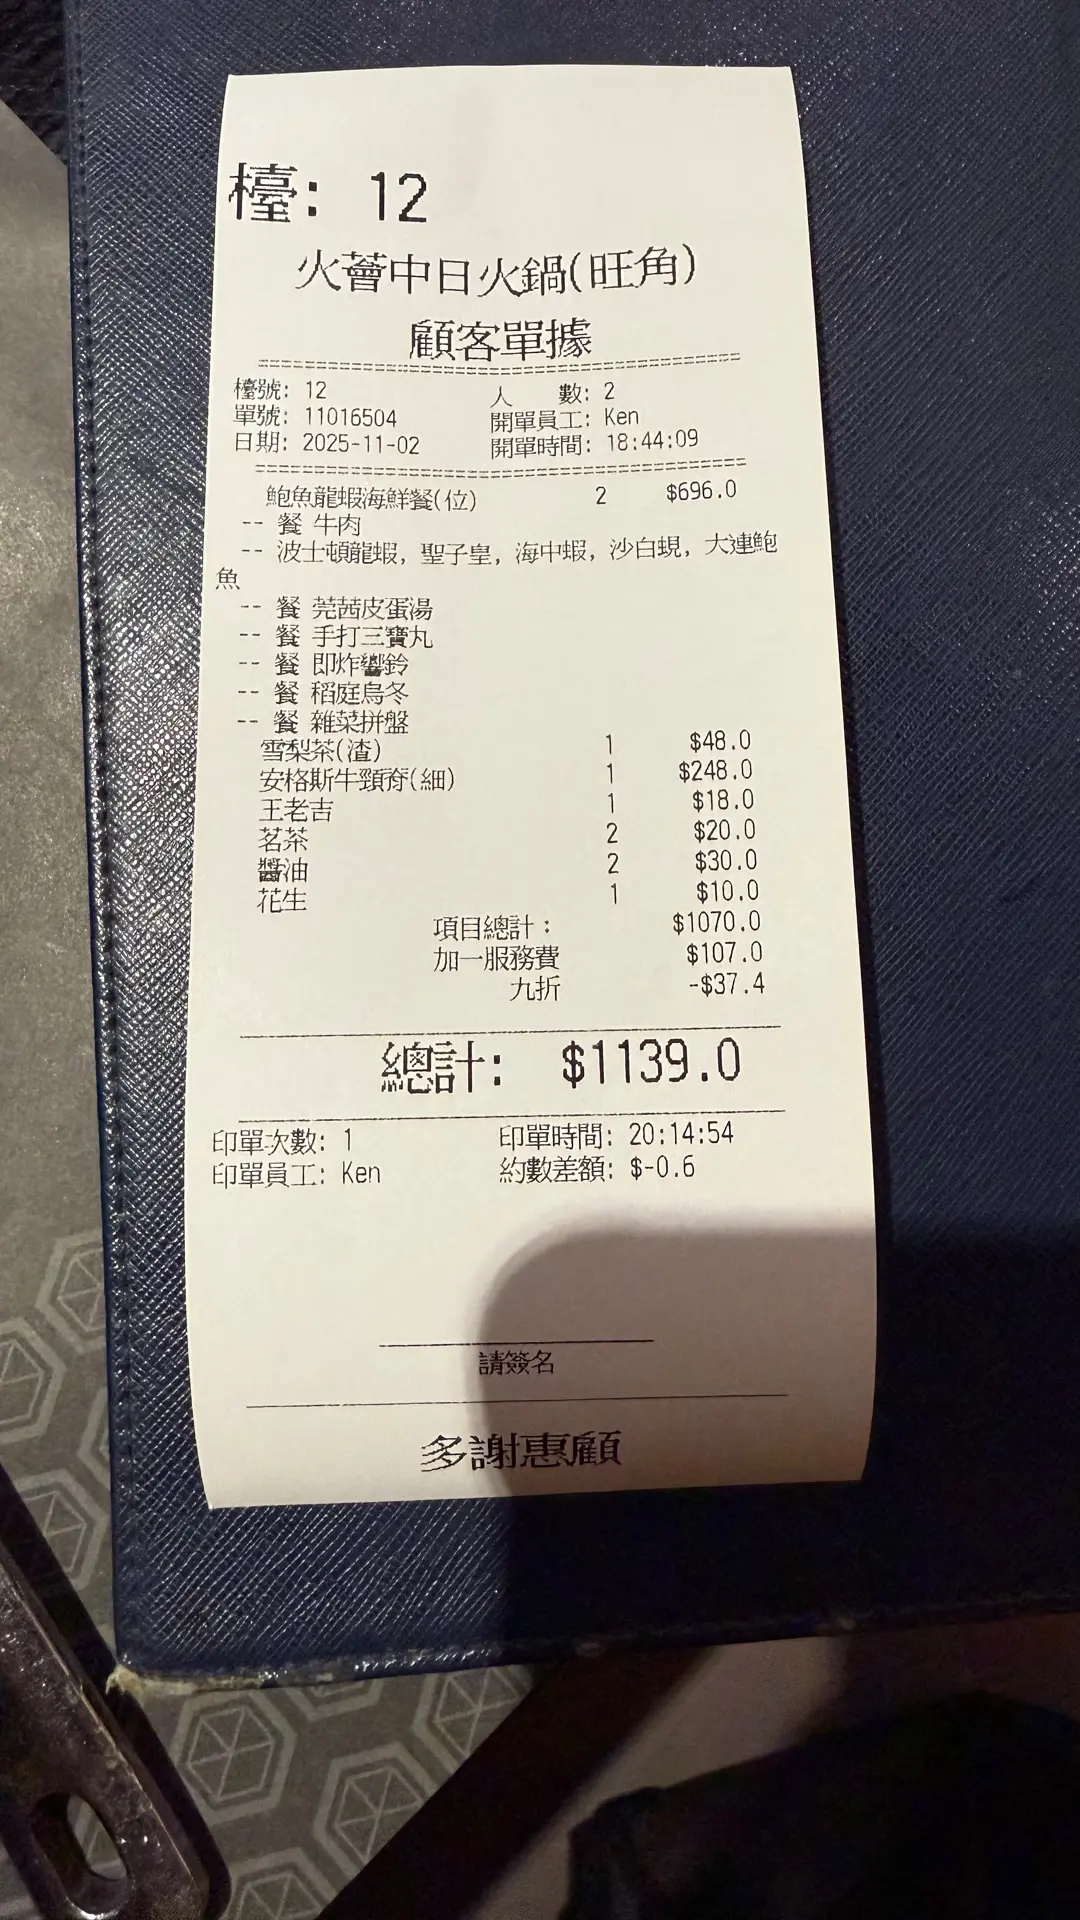 檯: 12
火薈中日火鍋(旺角)
顧客單據
檯號: 12 人 數: 2
單號: 11016504 開單員工: Ken
日期: 2025-11-02 開單時間: 18:44:09
鮑魚龍蝦海鮮餐(位) 2 $696.0
-- 餐 牛肉
-- 波士頓龍蝦, 聖子皇, 海中蝦, 沙白蜆, 大連鮑
魚
-- 餐 芫茜皮蛋湯
-- 餐 手打三寶丸
-- 餐 即炸響鈴
-- 餐 稻庭烏冬
-- 餐 雜菜拼盤
雪梨茶(渣) 1 $48.0
安格斯牛頸脊(細) 1 $248.0
王老吉 1 $18.0
茗茶 2 $20.0
醬油 2 $30.0
花生 1 $10.0
項目總計: $1070.0
加一服務費 $107.0
九折 -$37.4
總計: $1139.0
印單次數: 1 印單時間: 20:14:54
印單員工: Ken 約數差額: $-0.6
請簽名
多謝惠顧